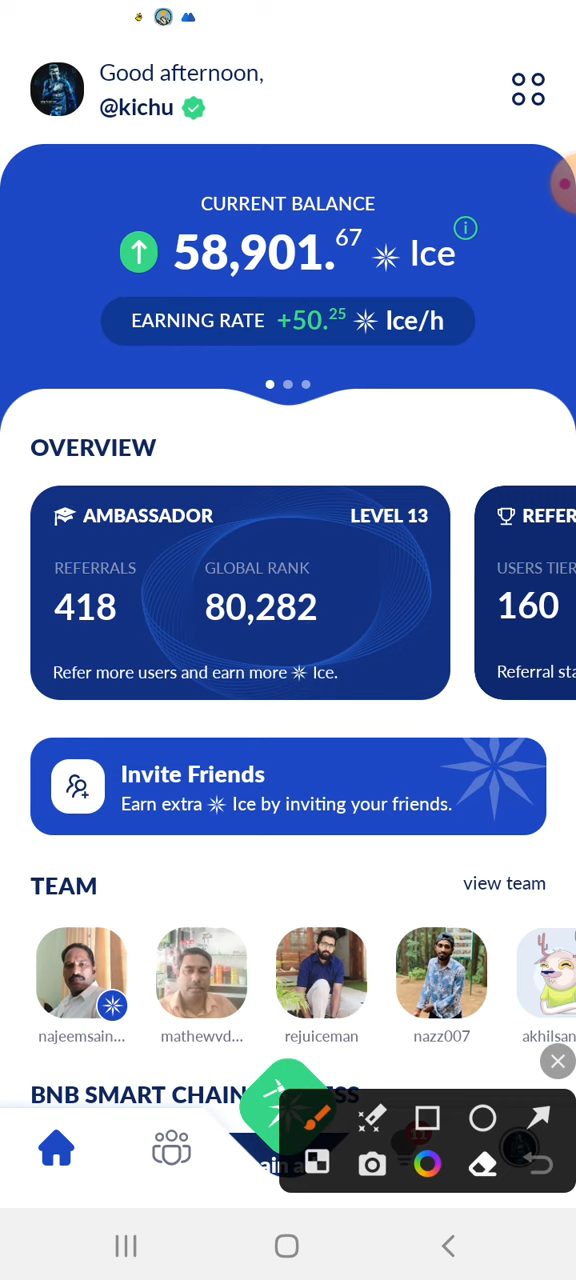 Good afternoon,
@kichu
CURRENT BALANCE
58,901.67 Ice
EARNING RATE +50.25 Ice/h
OVERVIEW
AMBASSADOR LEVEL 13
REFERRALS GLOBAL RANK
418 80,282
Refer more users and earn more Ice.
REFER
USERS TIER
160
Referral sta
Invite Friends
Earn extra Ice by inviting your friends.
TEAM view team
najeemsain... mathewvd... rejuiceman nazz007 akhilsan
BNB SMART CHAIN
11